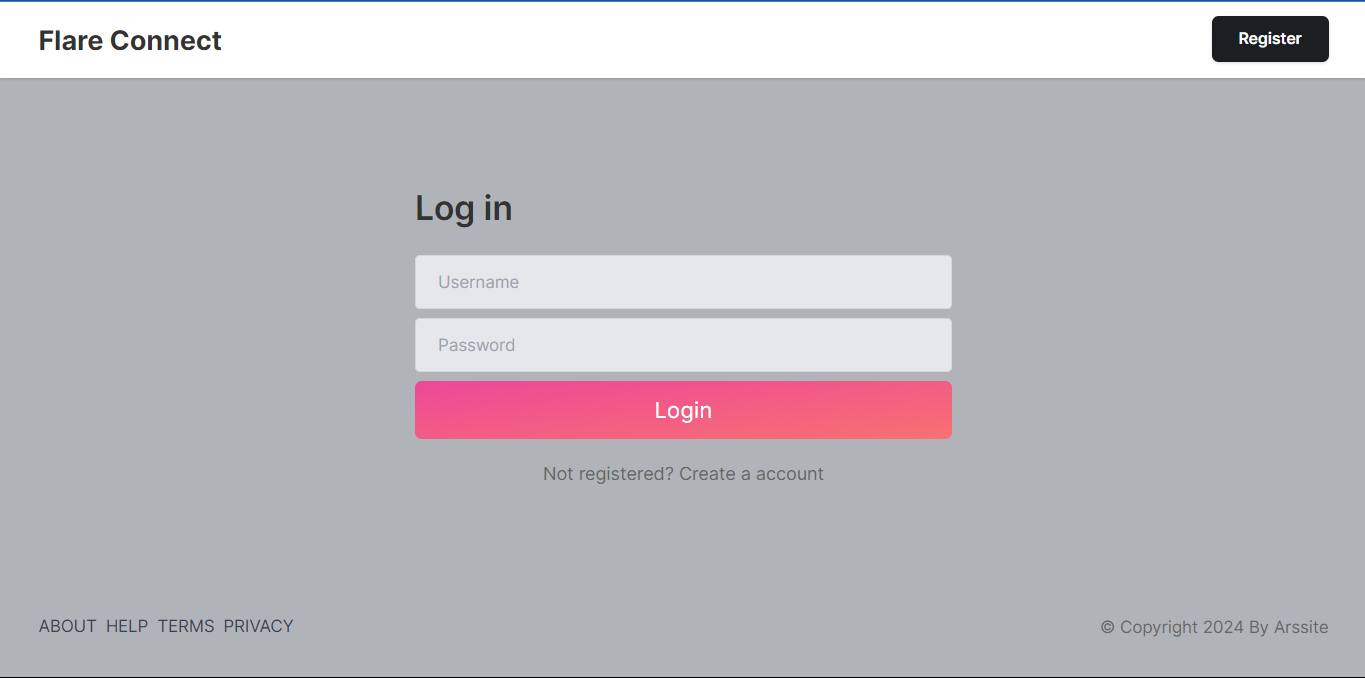 Flare Connect
Register
Log in
Username
Password
Login
Not registered? Create a account
ABOUT HELP TERMS PRIVACY
© Copyright 2024 By Arssite